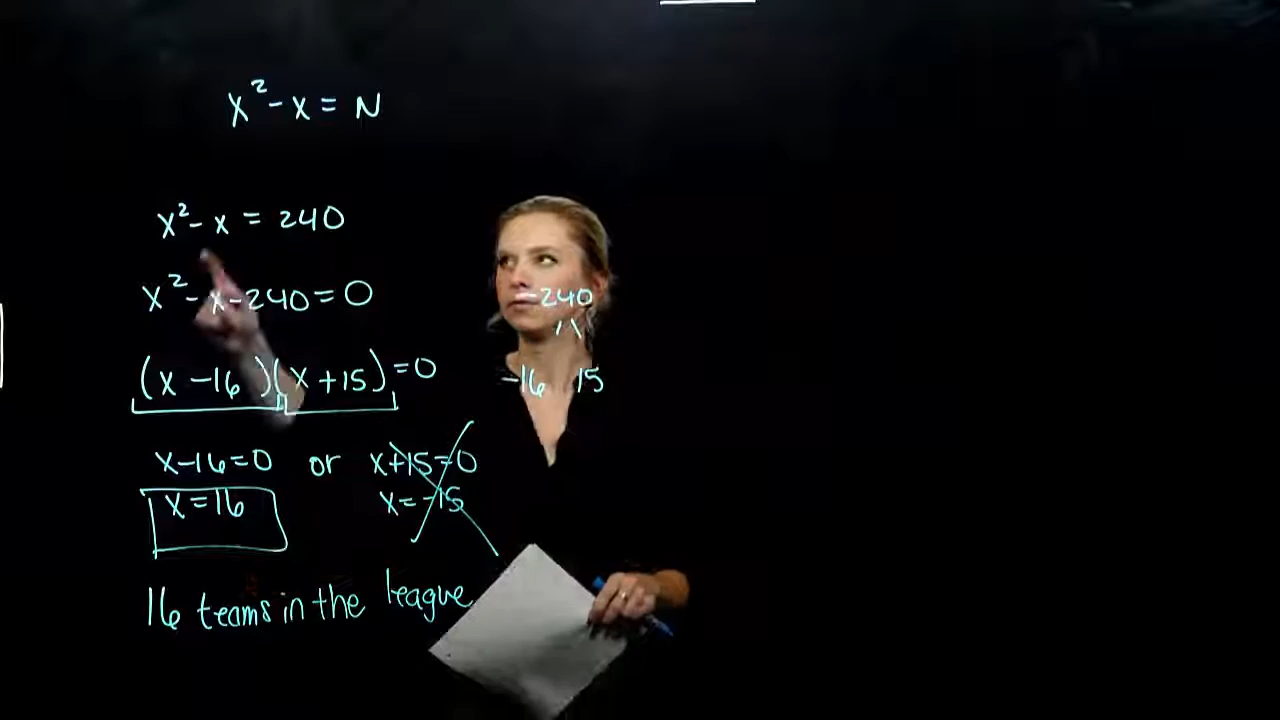 x² - x = N
x² - x = 240
x² - x - 240 = 0
-240
(x - 16)(x + 15) = 0
-16 15
x - 16 = 0 or x + 15 = 0
x = 16 x = -15
16 teams in the league